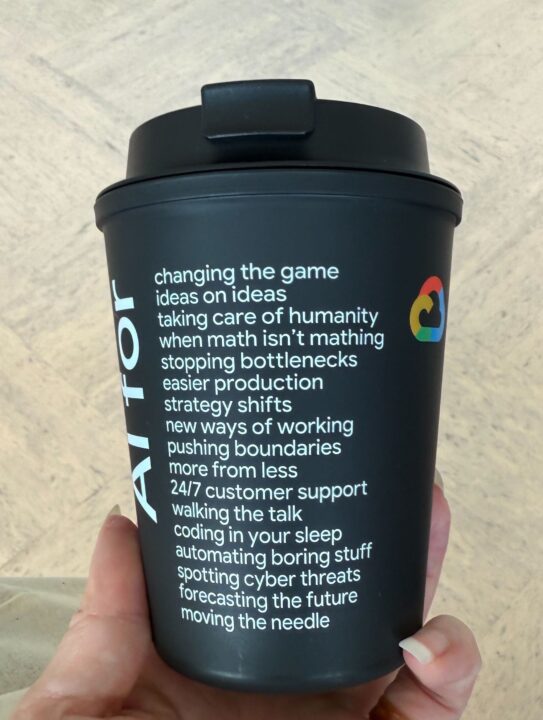 AI for
changing the game
ideas on ideas
taking care of humanity
when math isn't mathing
stopping bottlenecks
easier production
strategy shifts
new ways of working
pushing boundaries
more from less
24/7 customer support
walking the talk
coding in your sleep
automating boring stuff
spotting cyber threats
forecasting the future
moving the needle